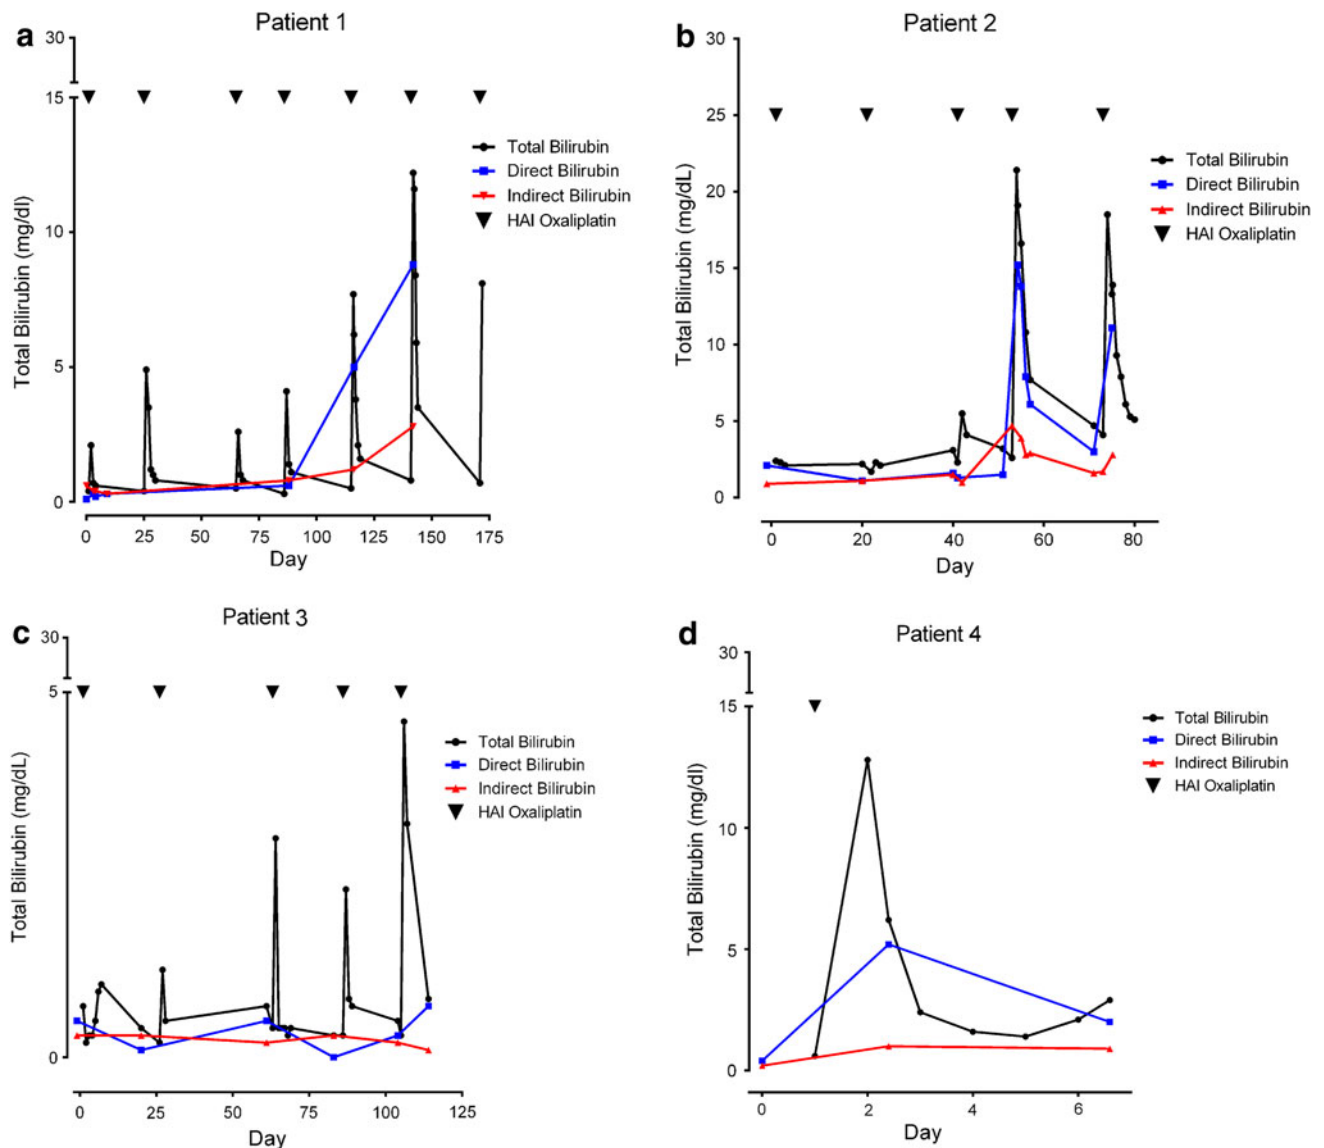 a
Patient 1
30
15
10
5
0
Total Bilirubin (mg/dl)
Total Bilirubin
Direct Bilirubin
Indirect Bilirubin
HAI Oxaliplatin
0 25 50 75 100 125 150 175
Day
b
Patient 2
30
25
20
15
10
5
0
Total Bilirubin (mg/dL)
Total Bilirubin
Direct Bilirubin
Indirect Bilirubin
HAI Oxaliplatin
0 20 40 60 80
Day
c
Patient 3
30
5
0
Total Bilirubin (mg/dL)
Total Bilirubin
Direct Bilirubin
Indirect Bilirubin
HAI Oxaliplatin
0 25 50 75 100 125
Day
d
Patient 4
30
15
10
5
0
Total Bilirubin (mg/dl)
Total Bilirubin
Direct Bilirubin
Indirect Bilirubin
HAI Oxaliplatin
0 2 4 6
Day